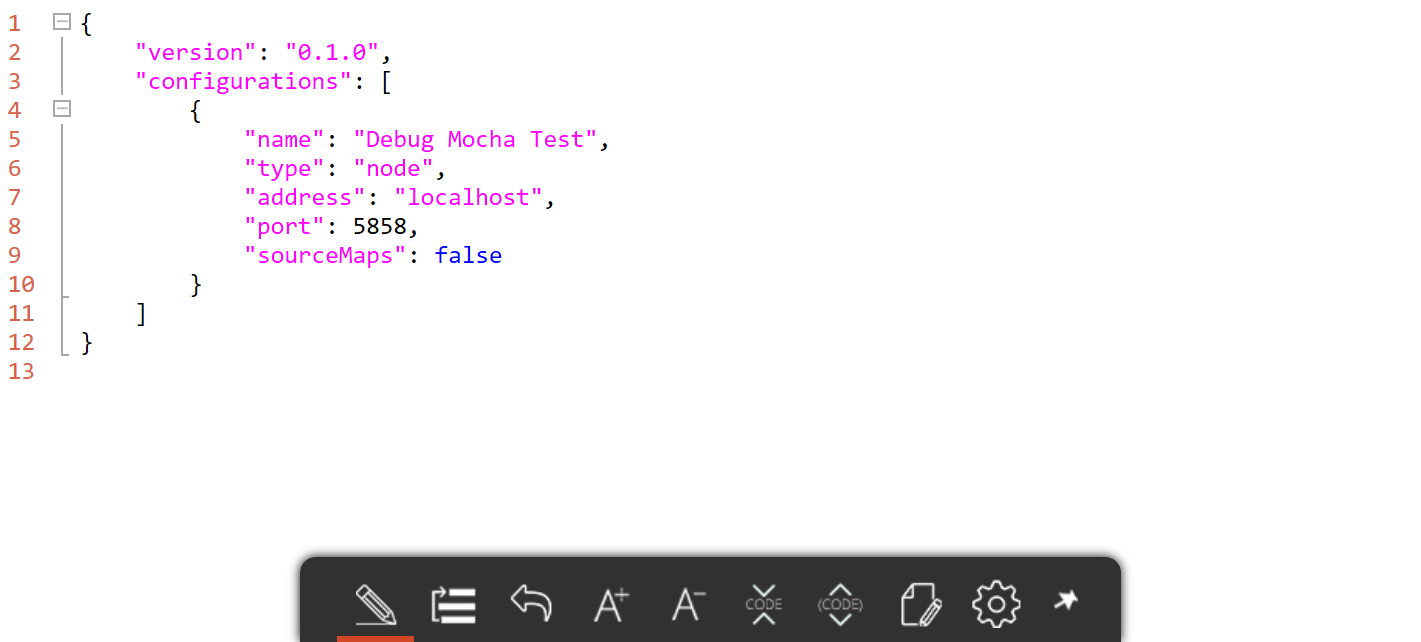 1 {
2     "version": "0.1.0",
3     "configurations": [
4         {
5             "name": "Debug Mocha Test",
6             "type": "node",
7             "address": "localhost",
8             "port": 5858,
9             "sourceMaps": false
10         }
11     ]
12 }
13
A+ A- CODE (CODE)